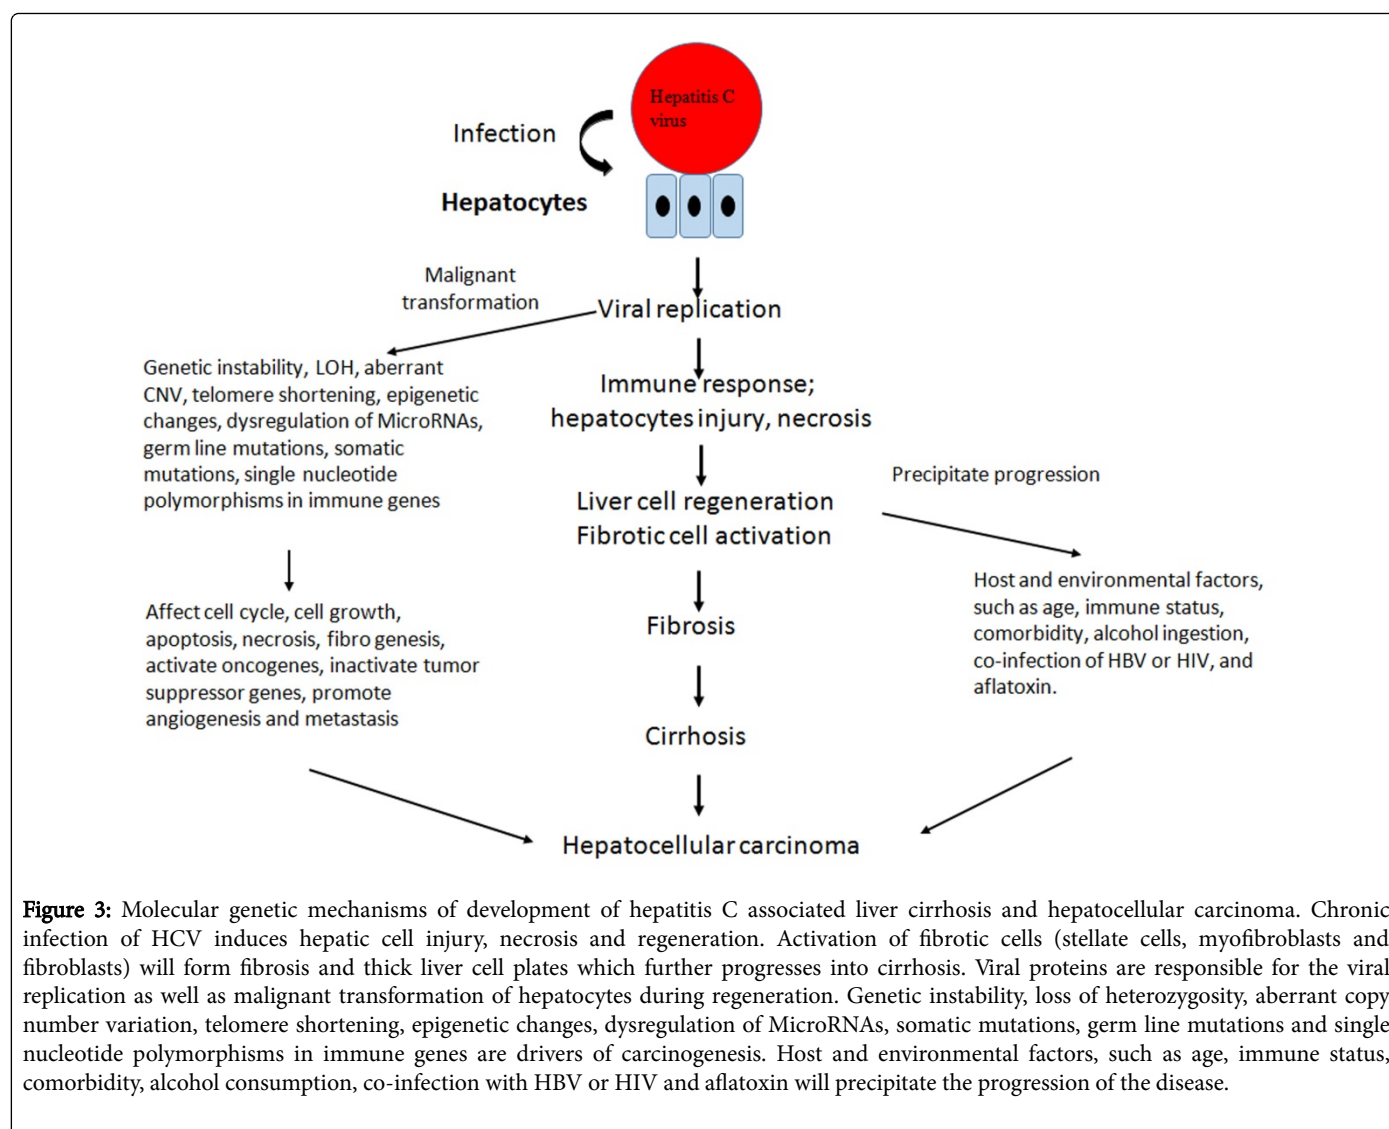 Hepatitis C
virus
Infection
Hepatocytes
Malignant
transformation
Viral replication
Genetic instability, LOH, aberrant
CNV, telomere shortening, epigenetic
changes, dysregulation of MicroRNAs,
germ line mutations, somatic
mutations, single nucleotide
polymorphisms in immune genes
Immune response;
hepatocytes injury, necrosis
Precipitate progression
Liver cell regeneration
Fibrotic cell activation
Affect cell cycle, cell growth,
apoptosis, necrosis, fibro genesis,
activate oncogenes, inactivate tumor
suppressor genes, promote
angiogenesis and metastasis
Fibrosis
Host and environmental factors,
such as age, immune status,
comorbidity, alcohol ingestion,
co-infection of HBV or HIV, and
aflatoxin.
Cirrhosis
Hepatocellular carcinoma
Figure 3: Molecular genetic mechanisms of development of hepatitis C associated liver cirrhosis and hepatocellular carcinoma. Chronic
infection of HCV induces hepatic cell injury, necrosis and regeneration. Activation of fibrotic cells (stellate cells, myofibroblasts and
fibroblasts) will form fibrosis and thick liver cell plates which further progresses into cirrhosis. Viral proteins are responsible for the viral
replication as well as malignant transformation of hepatocytes during regeneration. Genetic instability, loss of heterozygosity, aberrant copy
number variation, telomere shortening, epigenetic changes, dysregulation of MicroRNAs, somatic mutations, germ line mutations and single
nucleotide polymorphisms in immune genes are drivers of carcinogenesis. Host and environmental factors, such as age, immune status,
comorbidity, alcohol consumption, co-infection with HBV or HIV and aflatoxin will precipitate the progression of the disease.